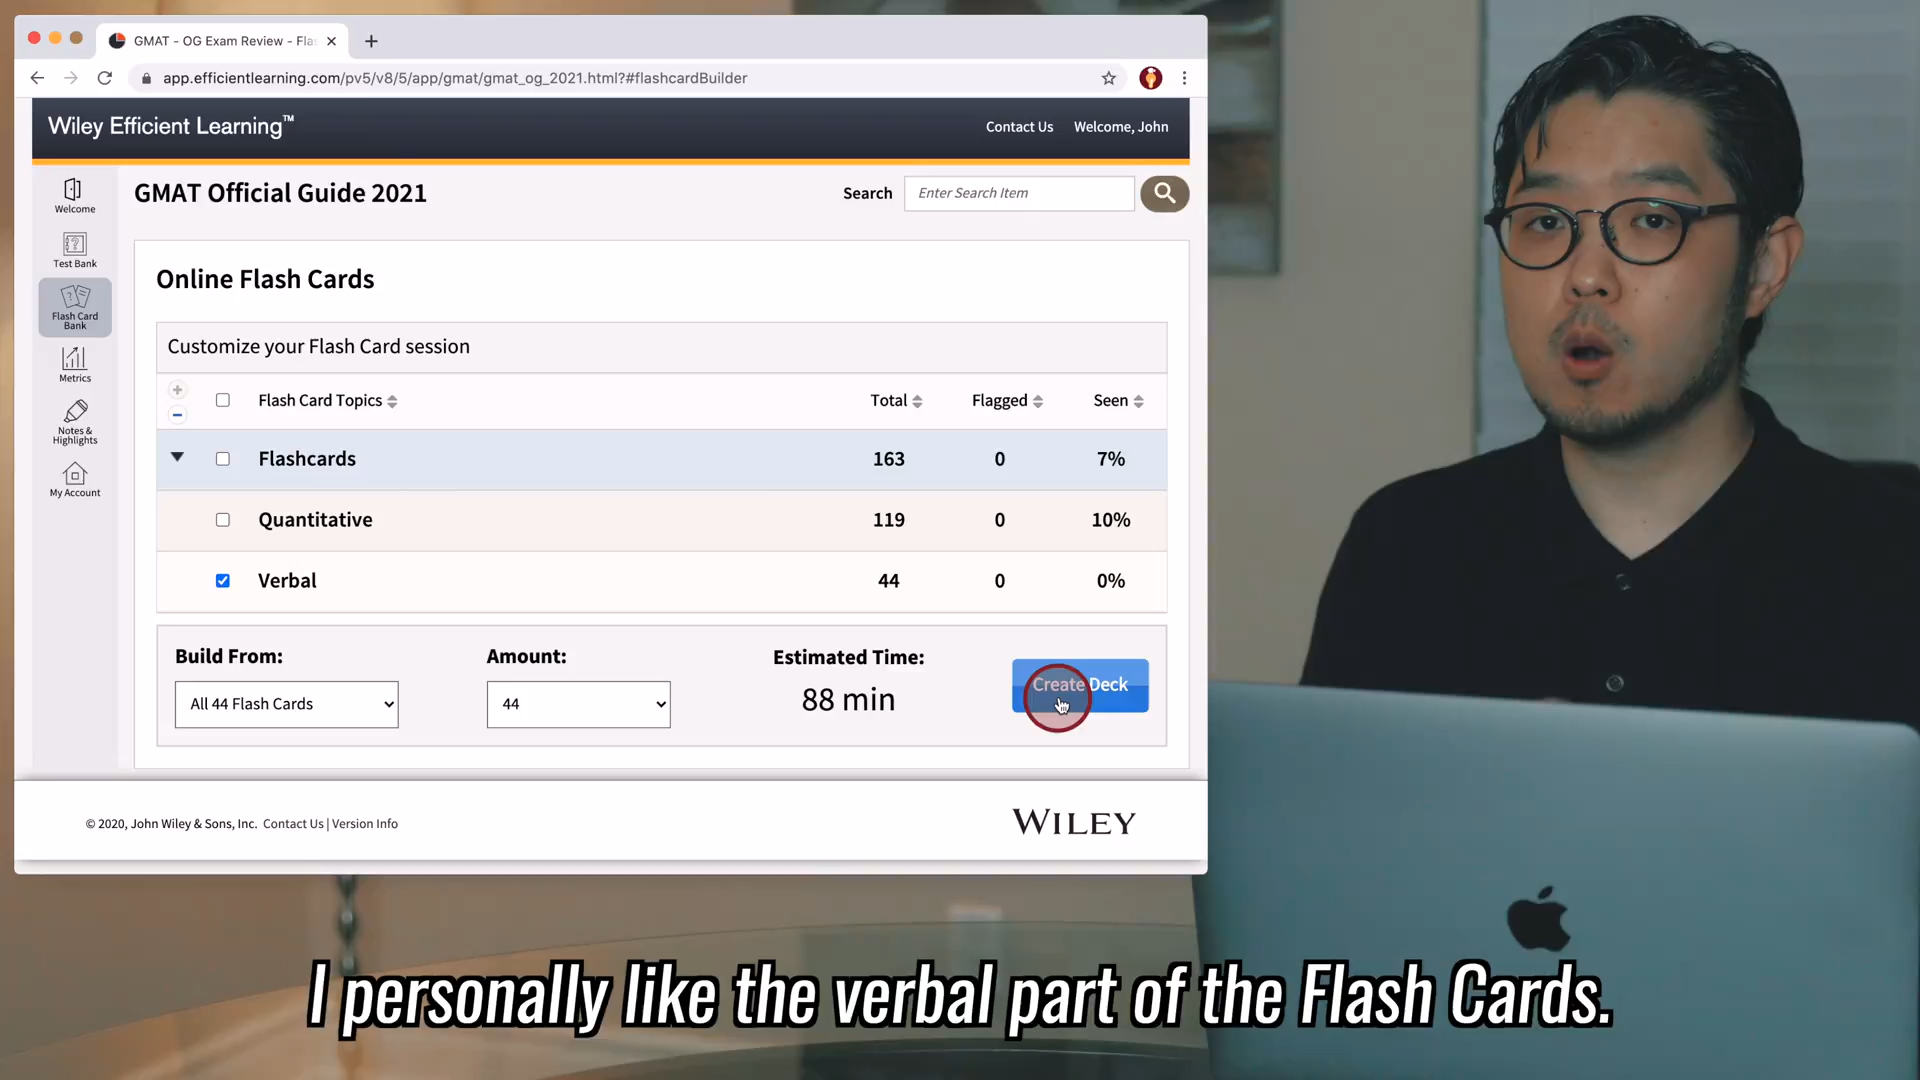 GMAT - OG Exam Review - Fla
app.efficientlearning.com/pv5/v8/5/app/gmat/gmat_og_2021.html?#flashcardBuilder
Wiley Efficient Learning™
Contact Us
Welcome, John
Welcome
Test Bank
Flash Card
Bank
Metrics
Notes &
Highlights
My Account
GMAT Official Guide 2021
Search
Enter Search Item
Online Flash Cards
Customize your Flash Card session
Flash Card Topics Total Flagged Seen
Flashcards 163 0 7%
Quantitative 119 0 10%
Verbal 44 0 0%
Build From: Amount: Estimated Time:
All 44 Flash Cards 44 88 min Create Deck
© 2020, John Wiley & Sons, Inc. Contact Us | Version Info
WILEY
I personally like the verbal part of the Flash Cards.